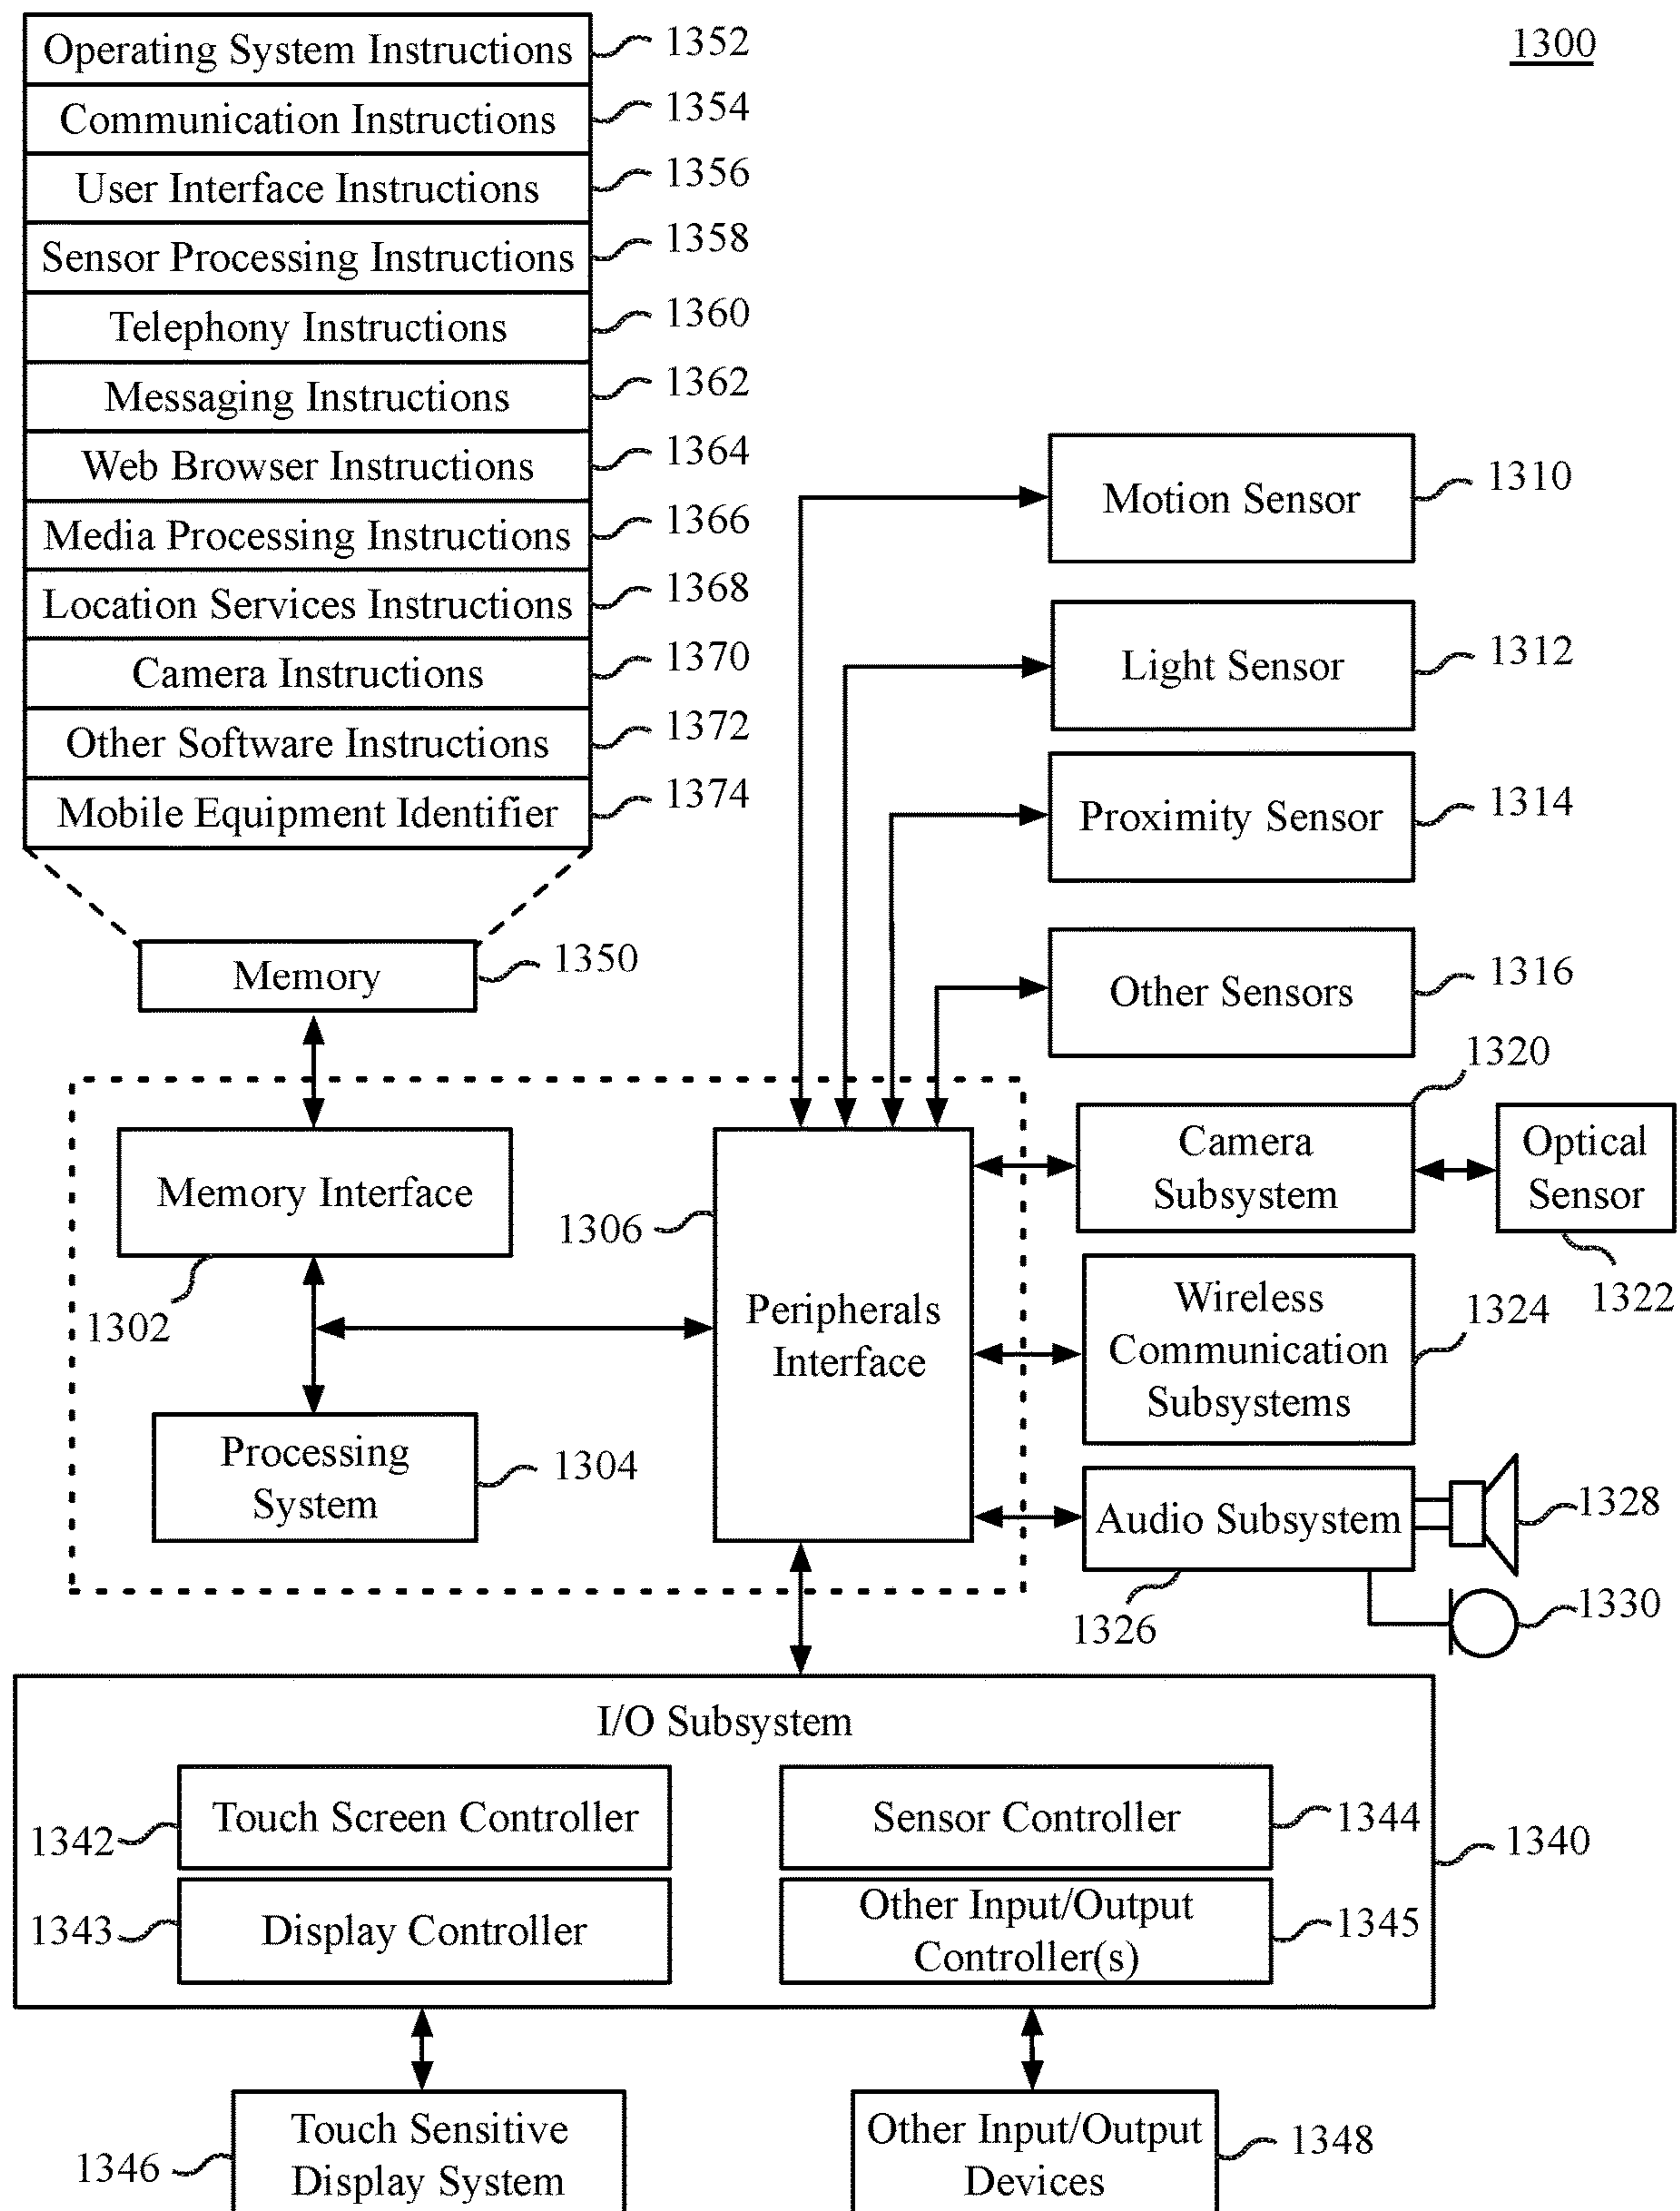 1300
Operating System Instructions 1352
Communication Instructions 1354
User Interface Instructions 1356
Sensor Processing Instructions 1358
Telephony Instructions 1360
Messaging Instructions 1362
Web Browser Instructions 1364
Media Processing Instructions 1366
Location Services Instructions 1368
Camera Instructions 1370
Other Software Instructions 1372
Mobile Equipment Identifier 1374
Memory 1350
Motion Sensor 1310
Light Sensor 1312
Proximity Sensor 1314
Other Sensors 1316
Memory Interface
1302
Processing
System
1304
1306
Peripherals
Interface
1320
Camera
Subsystem
Optical
Sensor
1322
Wireless
Communication
Subsystems
1324
Audio Subsystem
1326
1328
1330
I/O Subsystem
1340
1342 Touch Screen Controller
Sensor Controller 1344
1343 Display Controller
Other Input/Output
Controller(s)
1345
Touch Sensitive
Display System
1346
Other Input/Output
Devices
1348